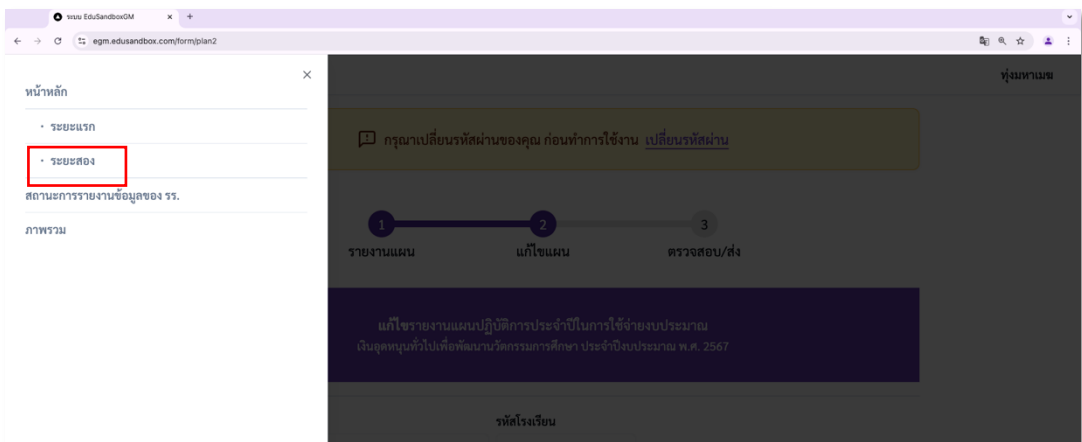 ระบบ EduSandboxGM
egm.edusandbox.com/form/plan2
หน้าหลัก
ทุ่งมหาเมฆ
• ระยะแรก
กรุณาเปลี่ยนรหัสผ่านของคุณ ก่อนทำการใช้งาน เปลี่ยนรหัสผ่าน
• ระยะสอง
สถานะการรายงานข้อมูลของ รร.
ภาพรวม
1 2 3
รายงานแผน แก้ไขแผน ตรวจสอบ/ส่ง
แก้ไขรายงานแผนปฏิบัติการประจำปีในการใช้จ่ายงบประมาณ
เงินอุดหนุนทั่วไปเพื่อพัฒนานวัตกรรมการศึกษา ประจำปีงบประมาณ พ.ศ. 2567
รหัสโรงเรียน